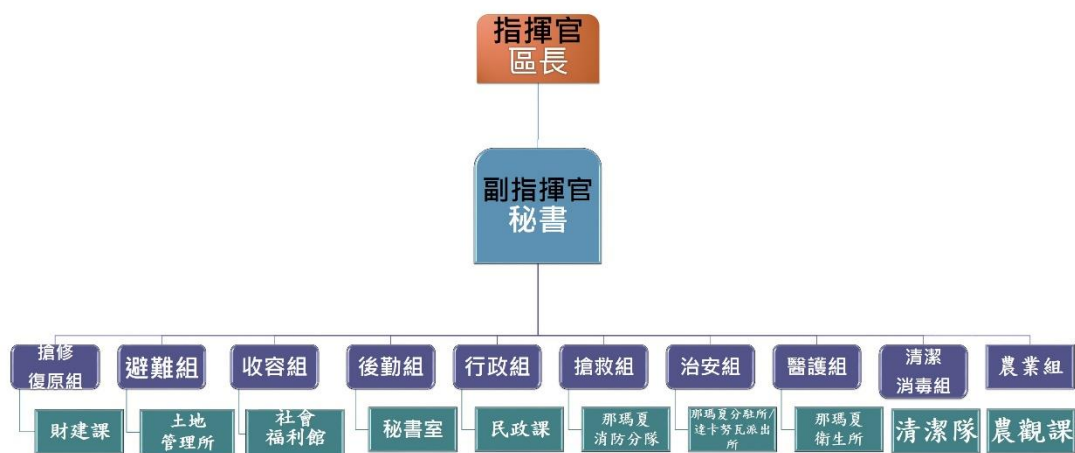 指揮官
區長
副指揮官
秘書
搶修
復原組
避難組
收容組
後勤組
行政組
搶救組
治安組
醫護組
清潔
消毒組
農業組
財建課
土地
管理所
社會
福利館
秘書室
民政課
那瑪夏
消防分隊
那瑪夏分駐所/
達卡努瓦派出
所
那瑪夏
衛生所
清潔隊
農觀課